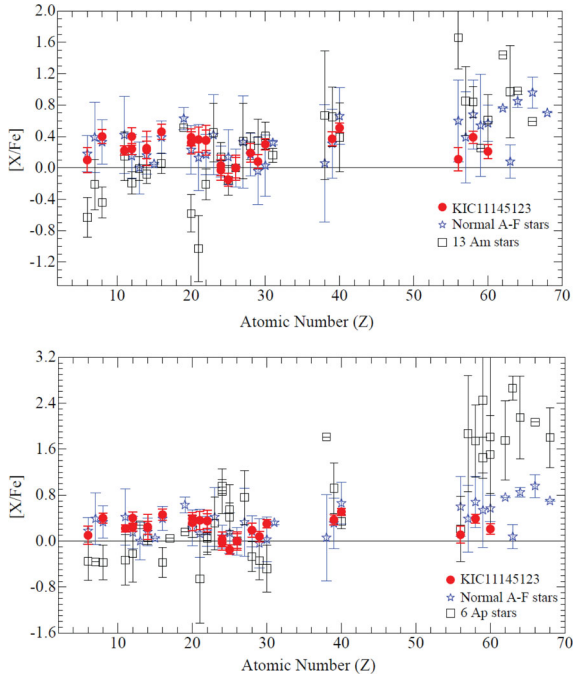 2.0
1.6
1.2
0.8
0.4
0.0
-0.4
-0.8
-1.2
[X/Fe]
KIC11145123
Normal A-F stars
13 Am stars
10 20 30 40 50 60 70
Atomic Number (Z)
3.2
2.4
1.6
0.8
0.0
-0.8
-1.6
[X/Fe]
KIC11145123
Normal A-F stars
6 Ap stars
10 20 30 40 50 60 70
Atomic Number (Z)